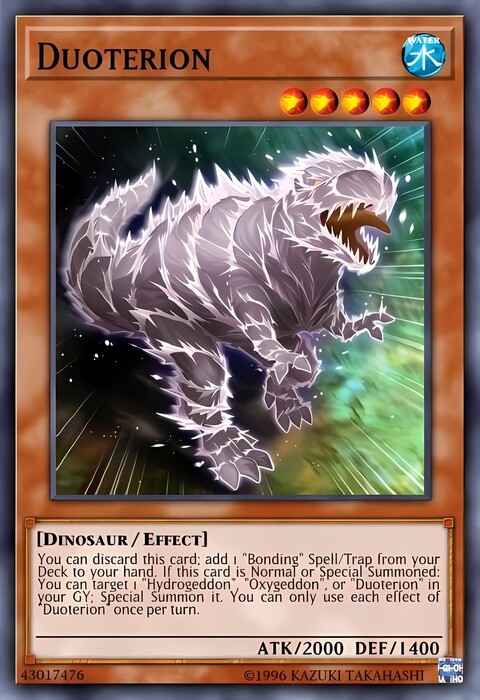 DUOTERION
WATER
水
[DINOSAUR / EFFECT]
You can discard this card; add 1 "Bonding" Spell/Trap from your
Deck to your hand. If this card is Normal or Special Summoned:
You can target 1 "Hydrogeddon", "Oxygeddon", or "Duoterion" in
your GY; Special Summon it. You can only use each effect of
"Duoterion" once per turn.
ATK/2000 DEF/1400
43017476
©1996 KAZUKI TAKAHASHI